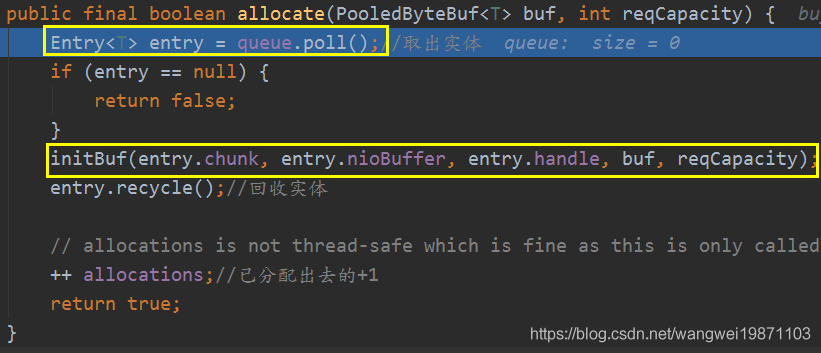 public final boolean allocate(PooledByteBuf<T> buf, int reqCapacity) {
Entry<T> entry = queue.poll();//取出实体 queue: size = 0
if (entry == null) {
return false;
}
initBuf(entry.chunk, entry.nioBuffer, entry.handle, buf, reqCapacity);
entry.recycle();//回收实体
// allocations is not thread-safe which is fine as this is only called
++ allocations;//已分配出去的+1
return true;
}
https://blog.csdn.net/wangwei19871103